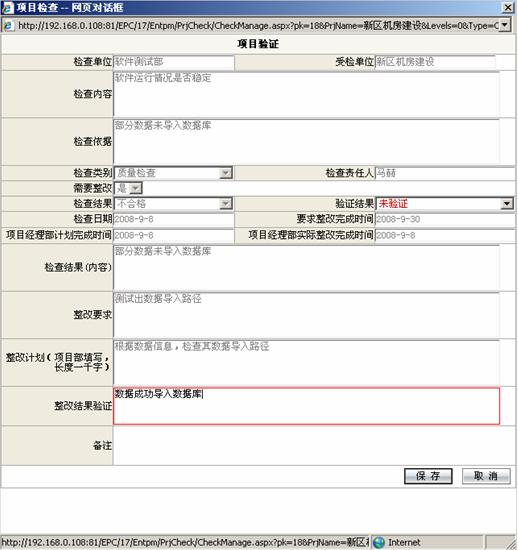 项目检查 -- 网页对话框
http://192.168.0.108:81/EPC/17/Entpm/PrjCheck/CheckManage.aspx?pk=18&PrjName=新区机房建设&Levels=0&Type=C
项目验证
检查单位 软件测试部 受检单位 新区机房建设
检查内容 软件运行情况是否稳定
检查依据 部分数据未导入数据库
检查类别 质量检查 检查责任人 马赫
需要整改 是
检查结果 不合格 验证结果 未验证
检查日期 2008-9-8 要求整改完成时间 2008-9-30
项目经理部计划完成时间 2008-9-8 项目经理部实际整改完成时间 2008-9-8
检查结果(内容) 部分数据未导入数据库
整改要求 测试出数据导入路径
整改计划(项目部填写，
长度一千字) 根据数据信息，检查其数据导入路径
整改结果验证 数据成功导入数据库
备注
保 存 取 消
http://192.168.0.108:81/EPC/17/Entpm/PrjCheck/CheckManage.aspx?pk=18&PrjName=新区 Internet